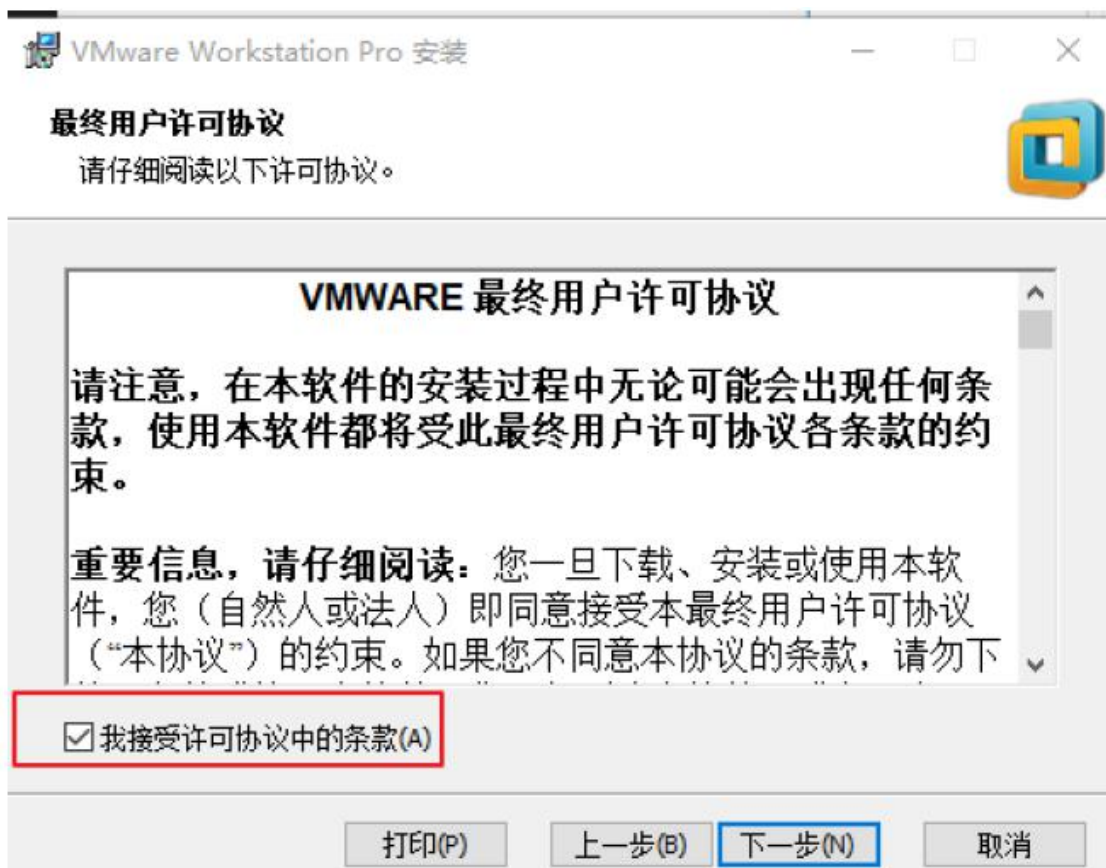 VMware Workstation Pro 安装
最终用户许可协议
请仔细阅读以下许可协议。
VMWARE 最终用户许可协议
请注意，在本软件的安装过程中无论可能会出现任何条
款，使用本软件都将受此最终用户许可协议各条款的约
束。
重要信息，请仔细阅读：您一旦下载、安装或使用本软
件，您（自然人或法人）即同意接受本最终用户许可协议
（“本协议”）的约束。如果您不同意本协议的条款，请勿下
我接受许可协议中的条款(A)
打印(P)
上一步(B)
下一步(N)
取消